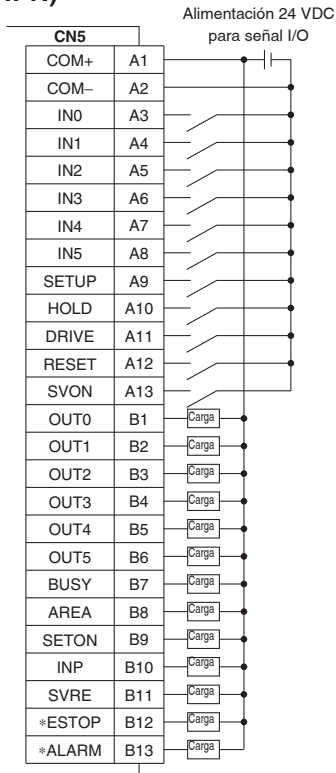 Alimentación 24 VDC
para señal I/O
CN5
COM+ A1
COM– A2
IN0 A3
IN1 A4
IN2 A5
IN3 A6
IN4 A7
IN5 A8
SETUP A9
HOLD A10
DRIVE A11
RESET A12
SVON A13
OUT0 B1 Carga
OUT1 B2 Carga
OUT2 B3 Carga
OUT3 B4 Carga
OUT4 B5 Carga
OUT5 B6 Carga
BUSY B7 Carga
AREA B8 Carga
SETON B9 Carga
INP B10 Carga
SVRE B11 Carga
∗ESTOP B12 Carga
∗ALARM B13 Carga